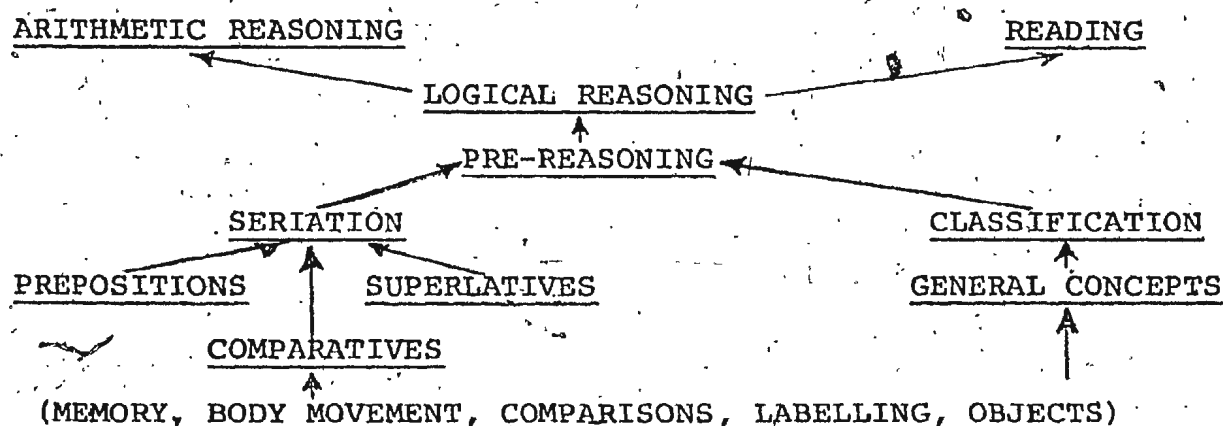 ARITHMETIC REASONING READING
LOGICAL REASONING
PRE-REASONING
SERIATION CLASSIFICATION
PREPOSITIONS SUPERLATIVES GENERAL CONCEPTS
COMPARATIVES
(MEMORY, BODY MOVEMENT, COMPARISONS, LABELLING, OBJECTS)